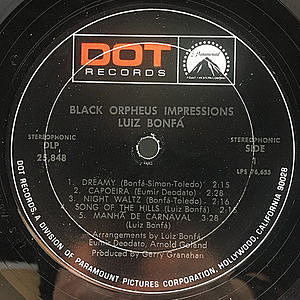 DOT
RECORDS
Paramount
BLACK ORPHEUS IMPRESSIONS
LUIZ BONFÁ
STEREOPHONIC
DLP
25,848
STEREOPHONIC
SIDE
1
LPS 76,655
1. DREAMY (Bonfá-Simon-Toledo) 2:15
2. CAPOEIRA (Eumir Deodato) 3:28
3. NIGHT WALTZ (Bonfá-Toledo)- 2:16
SONG OF THE HILLS (Luiz Bonfá)
5. MANHÃ DE CARNAVAL 3:28
(Luiz Bonfá)
Arrangements by Luiz Bonfá,
Eumir Deodato, Arnold Goland
Produced by Gerry Granahan
DOT RECORDS, A DIVISION OF PARAMOUNT PICTURES CORPORATION, HOLLYWOOD, CALIFORNIA 90028